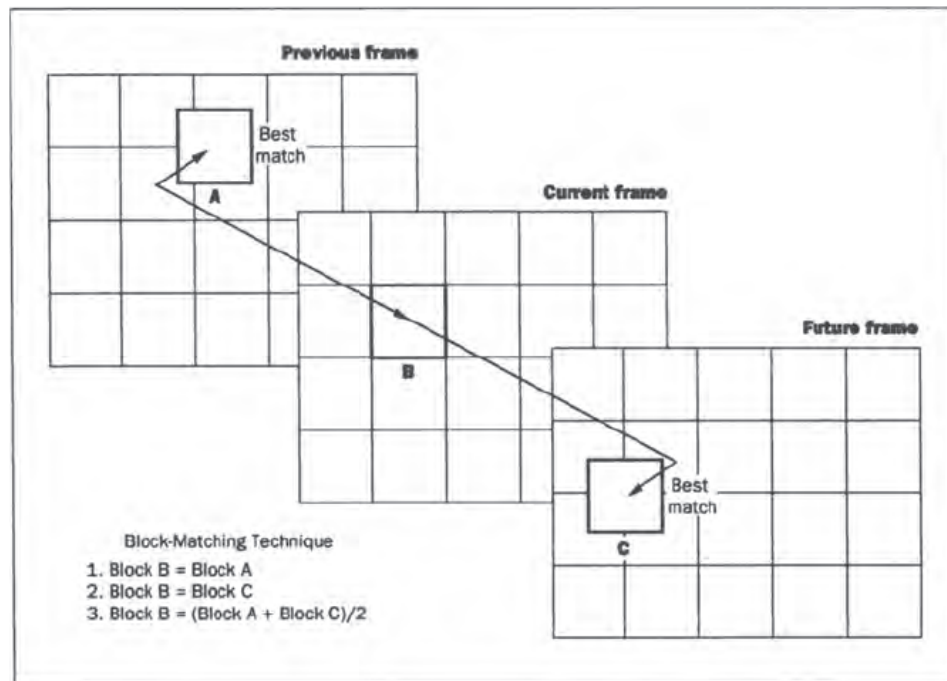 Previous frame
Best
match
A
Current frame
B
Future frame
Best
match
C
Block-Matching Technique
1. Block B = Block A
2. Block B = Block C
3. Block B = (Block A + Block C)/2